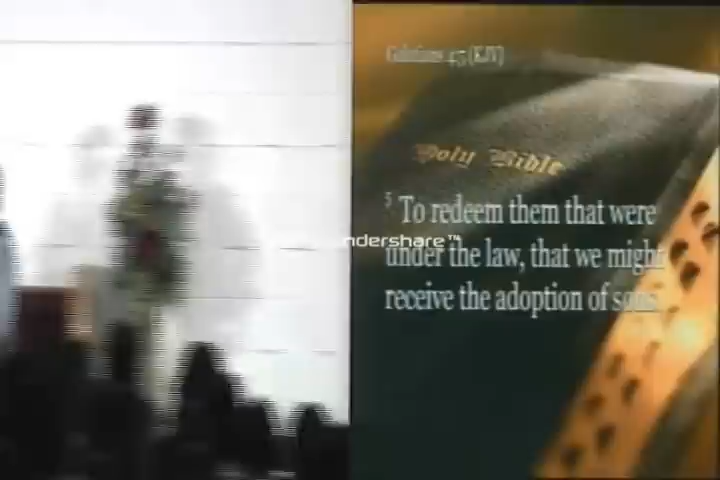 Galatians 4:5 (KJV)
Holy Bible
5 To redeem them that were
under the law, that we might
receive the adoption of sons.
ndershare™